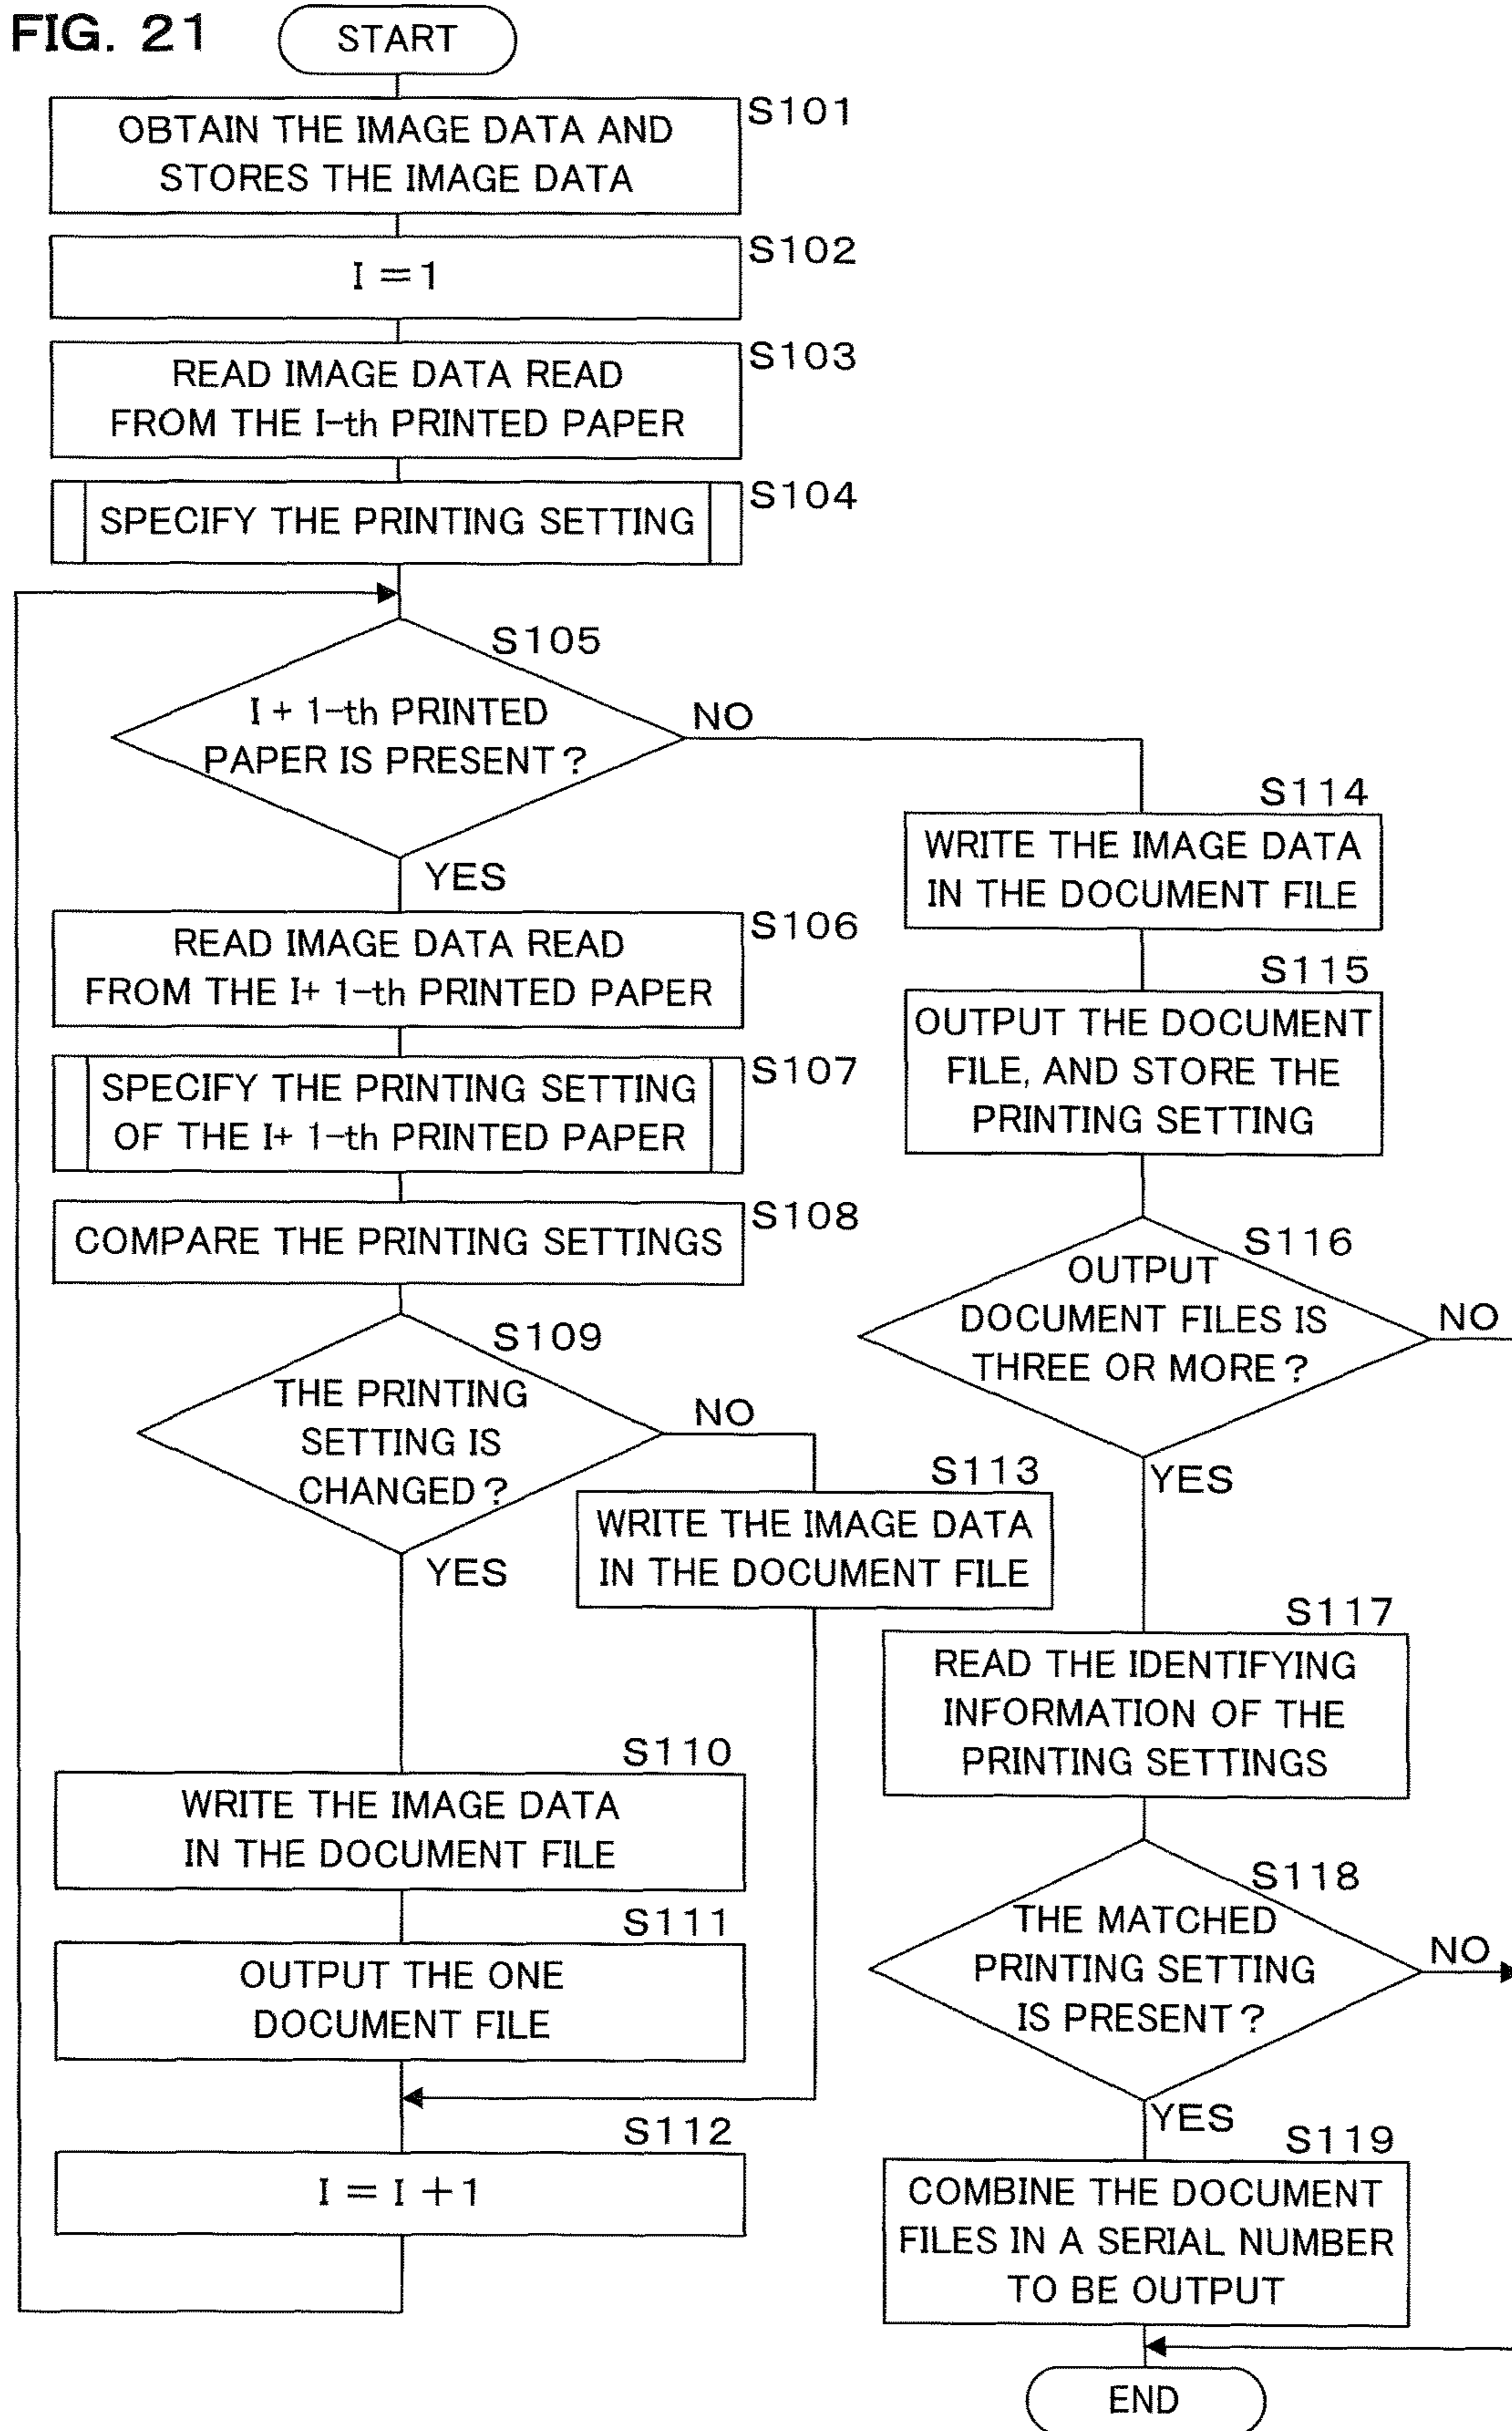 FIG. 21
START
S101
OBTAIN THE IMAGE DATA AND
STORES THE IMAGE DATA
S102
I = 1
S103
READ IMAGE DATA READ
FROM THE I-th PRINTED PAPER
S104
SPECIFY THE PRINTING SETTING
S105
I + 1-th PRINTED
PAPER IS PRESENT?
NO
YES
S106
READ IMAGE DATA READ
FROM THE I+ 1-th PRINTED PAPER
S107
SPECIFY THE PRINTING SETTING
OF THE I+ 1-th PRINTED PAPER
S108
COMPARE THE PRINTING SETTINGS
S109
THE PRINTING
SETTING IS
CHANGED?
NO
YES
S113
WRITE THE IMAGE DATA
IN THE DOCUMENT FILE
S110
WRITE THE IMAGE DATA
IN THE DOCUMENT FILE
S111
OUTPUT THE ONE
DOCUMENT FILE
S112
I = I +1
S114
WRITE THE IMAGE DATA
IN THE DOCUMENT FILE
S115
OUTPUT THE DOCUMENT
FILE, AND STORE THE
PRINTING SETTING
S116
OUTPUT
DOCUMENT FILES IS
THREE OR MORE?
NO
YES
S117
READ THE IDENTIFYING
INFORMATION OF THE
PRINTING SETTINGS
S118
THE MATCHED
PRINTING SETTING
IS PRESENT?
NO
YES
S119
COMBINE THE DOCUMENT
FILES IN A SERIAL NUMBER
TO BE OUTPUT
END